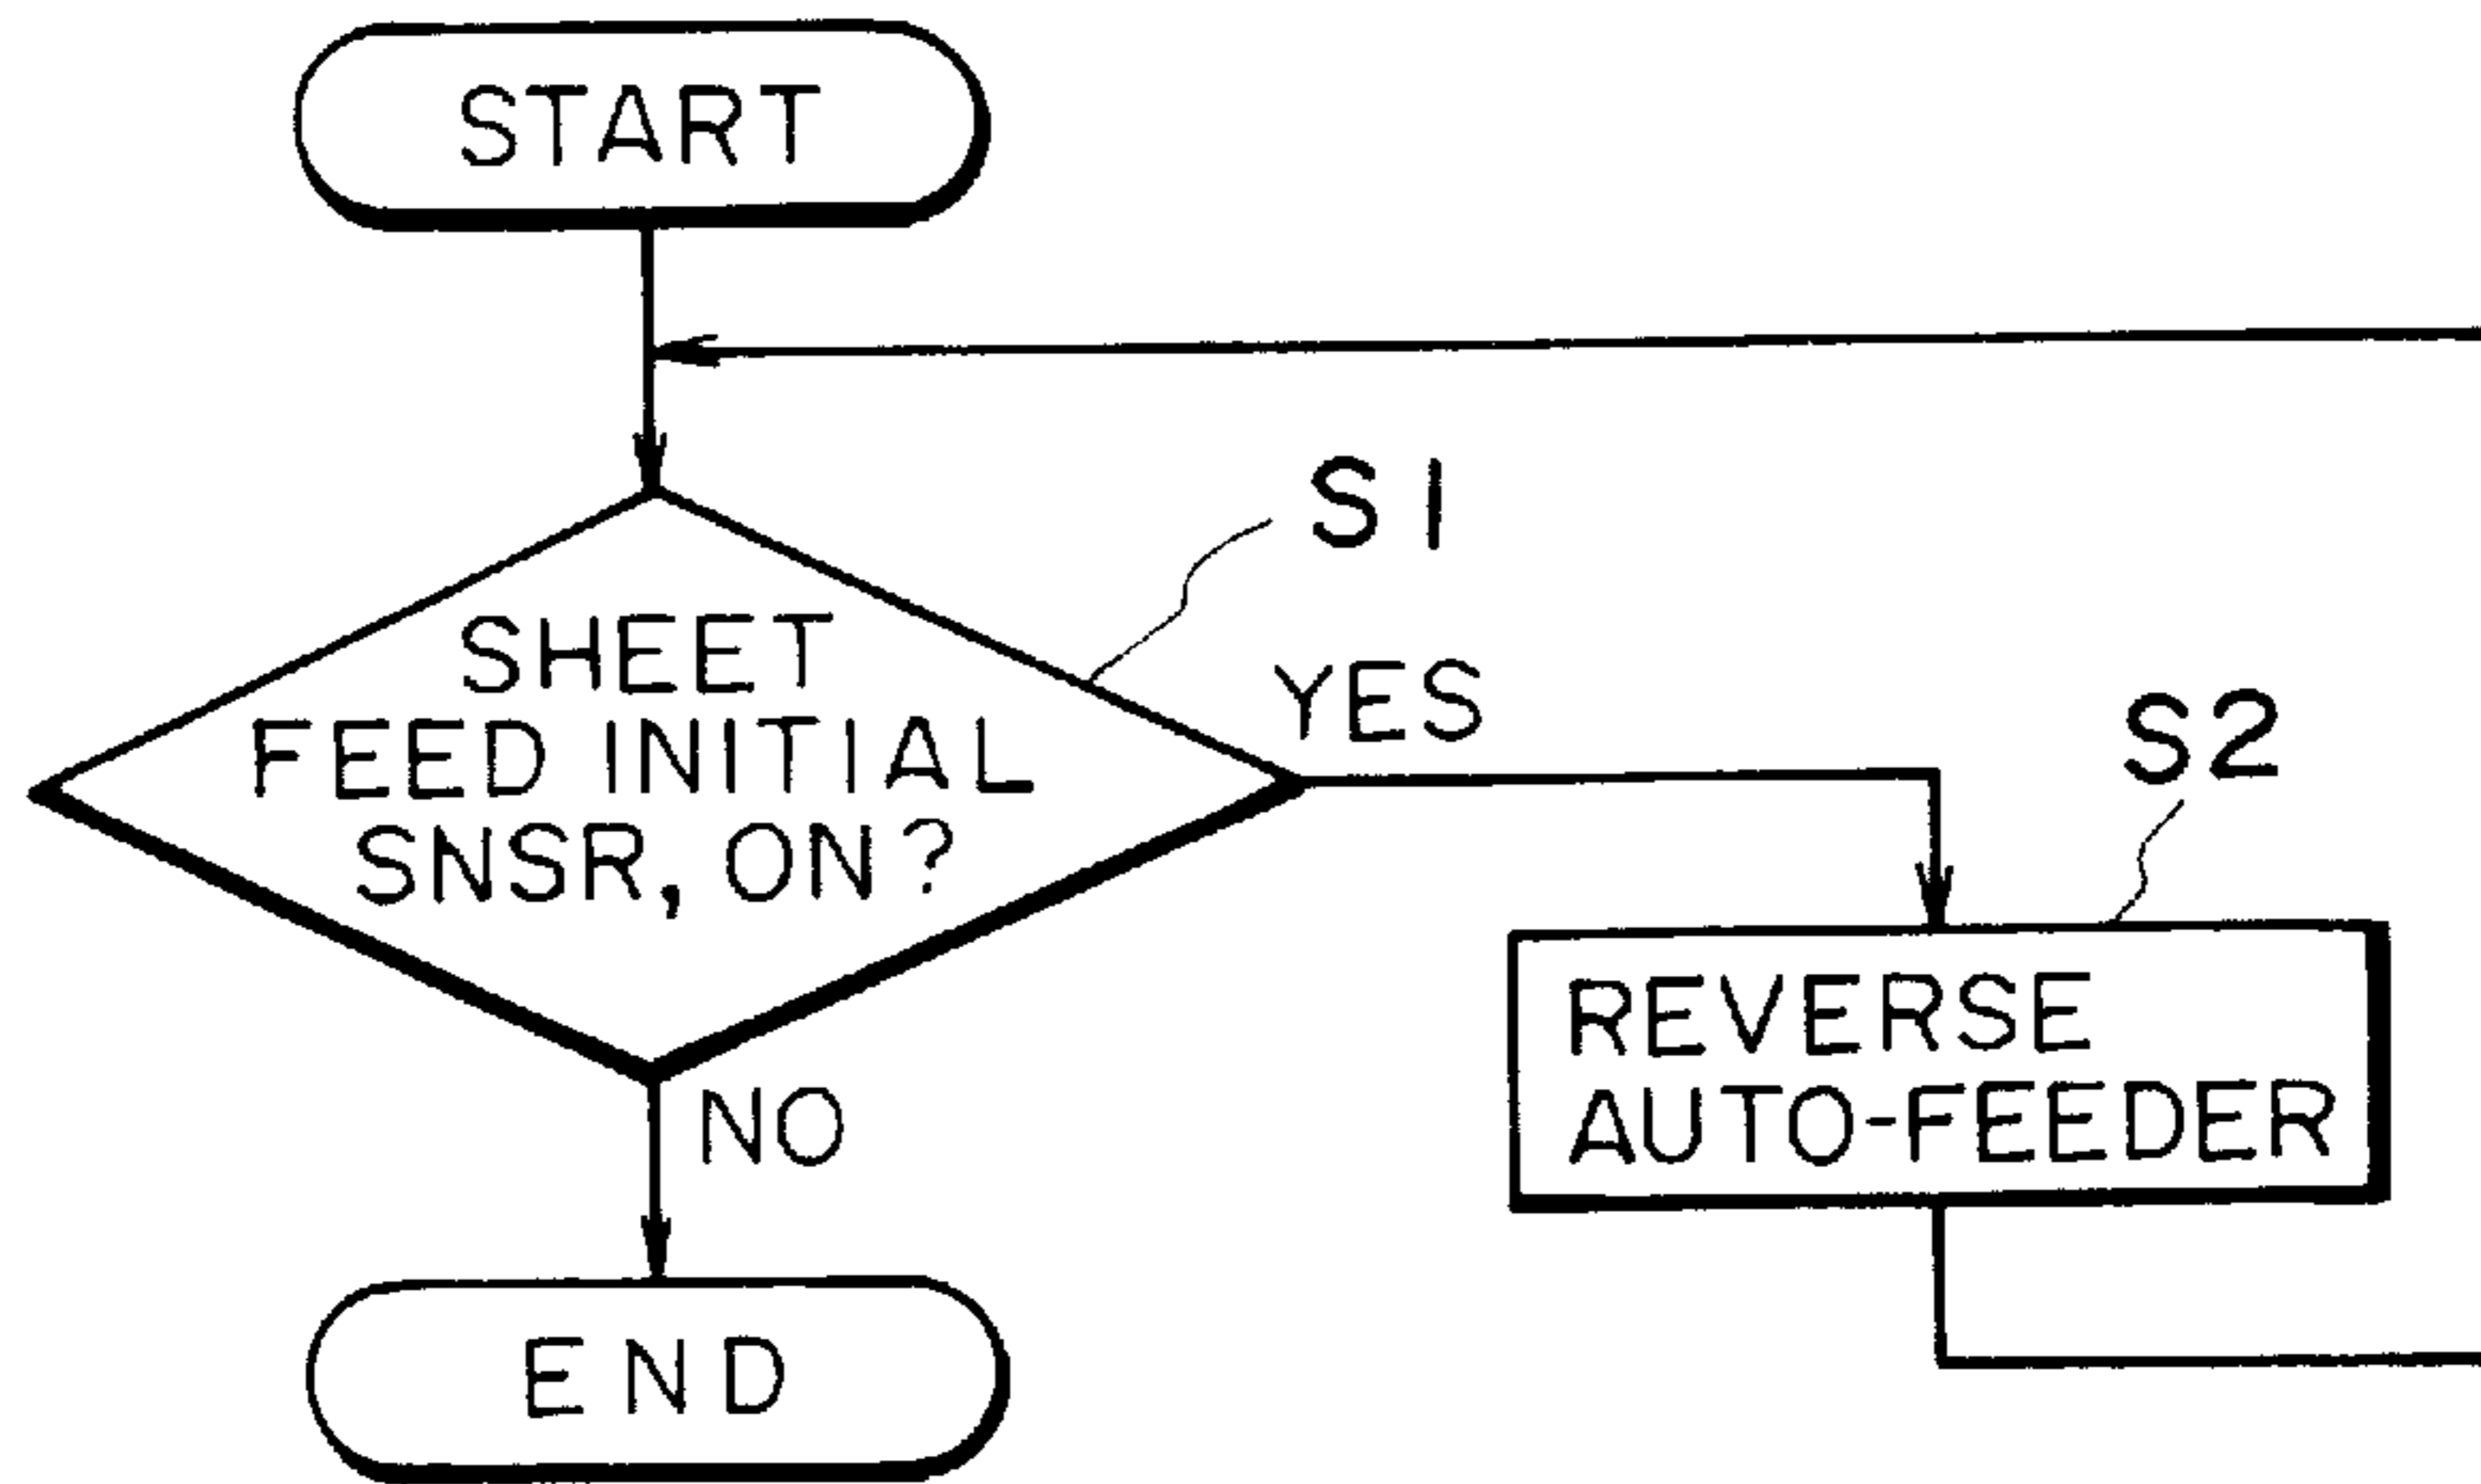 START
S1
SHEET
FEED INITIAL
SNSR, ON?
YES
S2
REVERSE
AUTO-FEEDER
NO
END